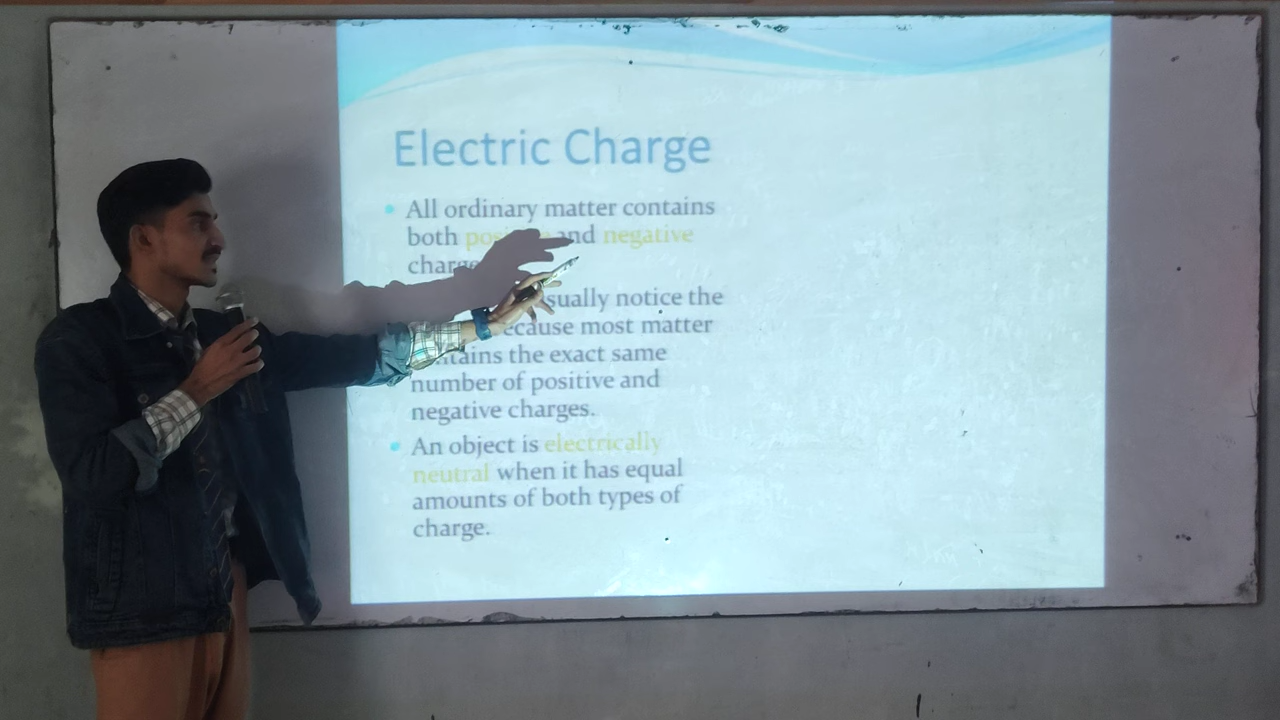 Electric Charge
All ordinary matter contains
both and negative
sually notice the
ecause most matter
the exact same
number of positive and
negative charges.
An object is electrically
neutral when it has equal
amounts of both types of
charge.